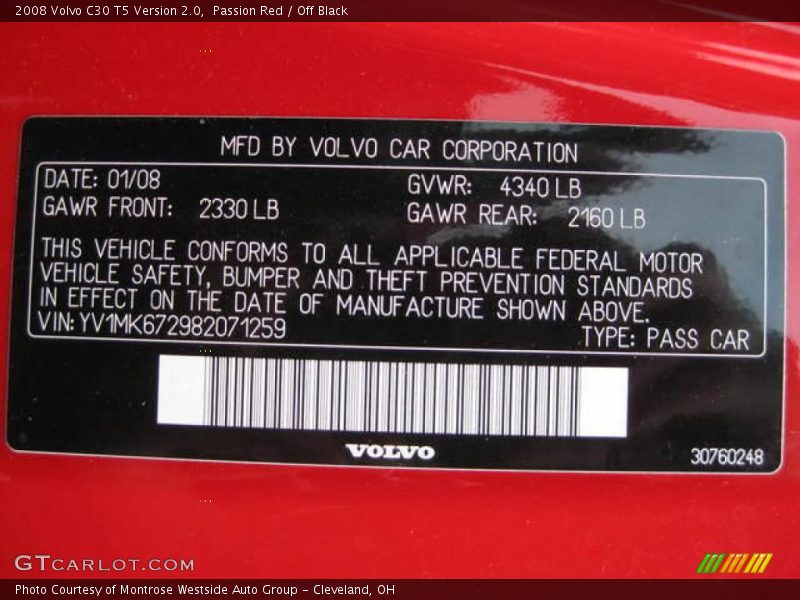 2008 Volvo C30 T5 Version 2.0, Passion Red / Off Black
MFD BY VOLVO CAR CORPORATION
DATE: 01/08 GVWR: 4340 LB
GAWR FRONT: 2330 LB GAWR REAR: 2160 LB
THIS VEHICLE CONFORMS TO ALL APPLICABLE FEDERAL MOTOR
VEHICLE SAFETY, BUMPER AND THEFT PREVENTION STANDARDS
IN EFFECT ON THE DATE OF MANUFACTURE SHOWN ABOVE.
VIN: YV1MK672982071259 TYPE: PASS CAR
VOLVO
30760248
GTCARLOT.COM
Photo Courtesy of Montrose Westside Auto Group - Cleveland, OH